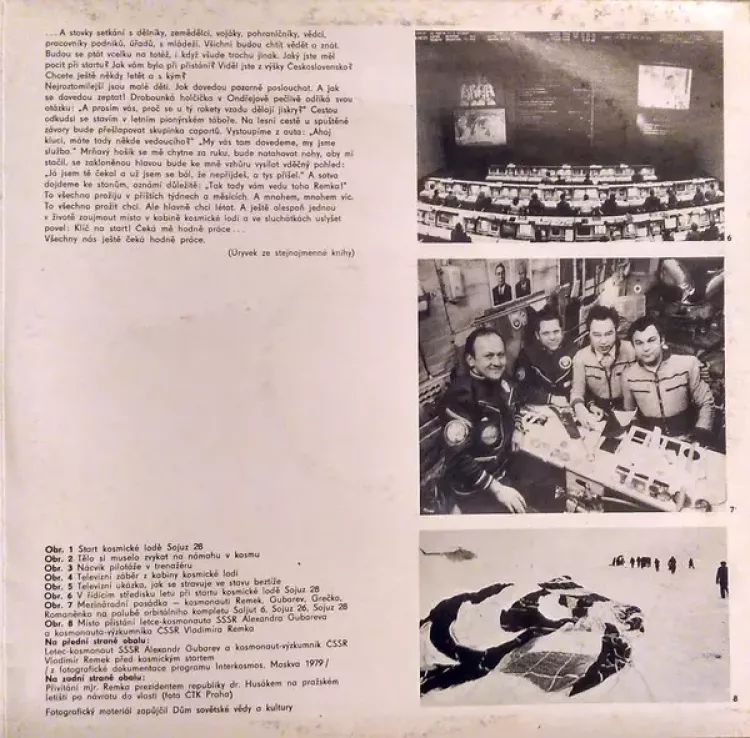 ...A stovky setkání s dělníky, zemědělci, vojáky, pohraničníky, vědci,
pracovníky podniků, úřadů, s mládeží. Všichni budou chtít vědět a znát.
Budou se ptát vcelku na totéž, i když všude trochu jinak. Jaký jste měl
pocit při startu? Jak vám bylo při přistání? Viděl jste z výšky Československo?
Chcete ještě někdy letět a s kým?
Nejroztomilejší jsou malé děti. Jak dovedou pozorně poslouchat. A jak
se dovedou zeptat! Drobounká holčička v Ondřejově pečlivě odříká svou
otázku: „A prosím vás, proč se u tý rakety vzadu dělají jiskry?" Cestou
odkudsi se stavím v letním pionýrském táboře. Na lesní cestě u spuštěné
závory bude přešlapovat skupinka capartů. Vystoupíme z auta: „Ahoj
kluci, máte tady někde vedoucího?" „My vás tam dovedeme, my jsme
služba." Mrňavý hošík se mě chytne za ruku, bude natahovat nohy, aby mi
stačil, se zakloněnou hlavou bude ke mně vzhůru vysílat vděčný pohled:
„Já jsem tě čekal a už jsem se bál, že nepřijdeš, a tys přišel." A sotva
dojdeme ke stanům, oznámí důležitě: „Tak tady vám vedu toho Remka!"
To všechno prožiju v příštích týdnech a měsících. A mnohem, mnohem víc.
To všechno prožít chci. Ale hlavně chci létat. A ještě alespoň jednou
v životě zaujmout místo v kabině kosmické lodi a ve sluchátkách uslyšet
povel: Klíč na start! Čeká mě hodně práce...
Všechny nás ještě čeká hodně práce.
(Úryvek ze stejnojmenné knihy)
6
7
8
Obr. 1 Start kosmické lodě Sojuz 28
Obr. 2 Tělo si muselo zvykat na námahu v kosmu
Obr. 3 Nácvik pilotáže v trenažéru
Obr. 4 Televizní záběr z kabiny kosmické lodi
Obr. 5 Televizní ukázka, jak se stravuje ve stavu beztíže
Obr. 6 V řídícím středisku letu při startu kosmické lodě Sojuz 28
Obr. 7 Mezinárodní posádka – kosmonauti Remek, Gubarev, Grečko,
Romaněnko na palubě orbitálního kompletu Saljut 6, Sojuz 26, Sojuz 28
Obr. 8 Místo přistání letce-kosmonauta SSSR Alexandra Gubareva
a kosmonauta-výzkumníka ČSSR Vladimíra Remka
Na přední straně obalu:
Letec-kosmonaut SSSR Alexandr Gubarev a kosmonaut-výzkumník ČSSR
Vladimír Remek před kosmickým startem
/z fotografické dokumentace programu Interkosmos, Moskva 1979/
Na zadní straně obalu:
Přivítání mjr. Remka prezidentem republiky dr. Husákem na pražském
letišti po návratu do vlasti (foto ČTK Praha)
Fotografický materiál zapůjčil Dům sovětské vědy a kultury